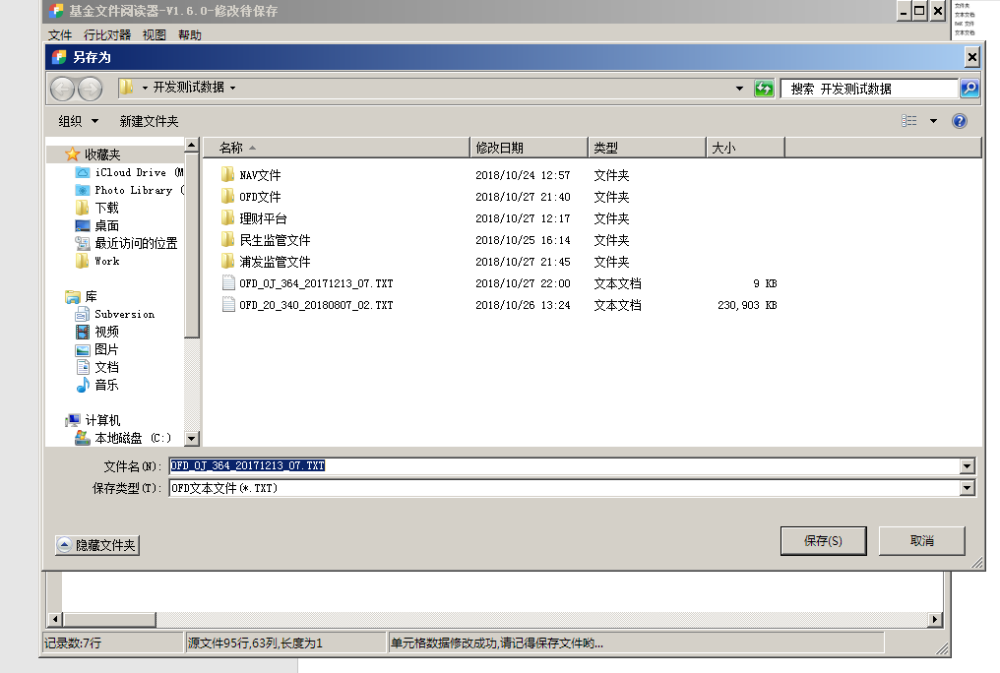 基金文件阅读器-V1.6.0-修改待保存
文件夹
文本文档
RAR 文件
文本文档
文件 行比对器 视图 帮助
另存为
开发测试数据
搜索 开发测试数据
组织 新建文件夹
名称 修改日期 类型 大小
收藏夹
iCloud Drive (M
Photo Library (
下载
桌面
最近访问的位置
Work
库
Subversion
视频
图片
文档
音乐
计算机
本地磁盘 (C:)
NAV文件 2018/10/24 12:57 文件夹
OFD文件 2018/10/27 21:40 文件夹
理财平台 2018/10/27 12:17 文件夹
民生监管文件 2018/10/25 16:14 文件夹
浦发监管文件 2018/10/27 21:45 文件夹
OFD_0J_364_20171213_07.TXT 2018/10/27 22:00 文本文档 9 KB
OFD_20_340_20180807_02.TXT 2018/10/26 13:24 文本文档 230,903 KB
文件名(N): OFD_0J_364_20171213_07.TXT
保存类型(T): OFD文本文件(*.TXT)
隐藏文件夹 保存(S) 取消
记录数:7行 源文件95行,63列,长度为1 单元格数据修改成功,请记得保存文件哟...